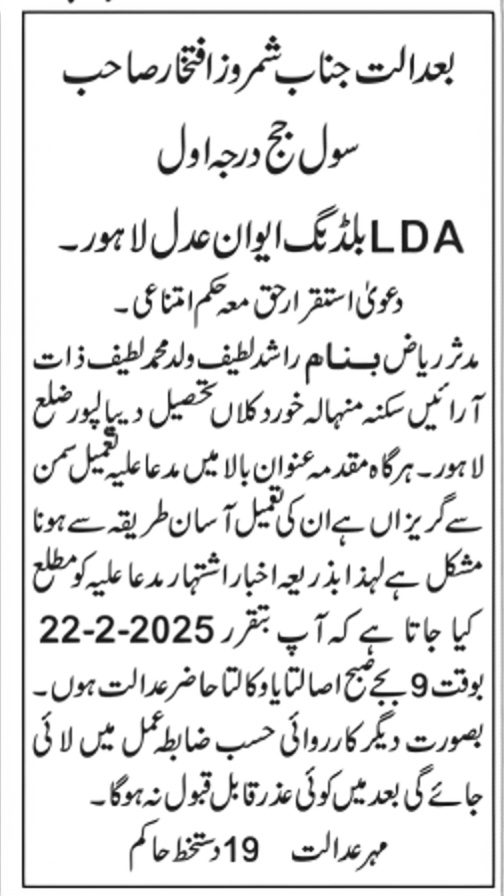 بعدالت جناب شمروز افتخار صاحب
سول جج درجہ اول
LDA بلڈنگ ایوان عدل لاہور۔
دعویٰ استقرار حق معہ حکم امتناعی۔
مدثر ریاض بنام راشد لطیف ولد محمد لطیف ذات
آرائیں سکنہ منہالہ خورد کلاں تحصیل دیپالپور ضلع
لاہور۔ ہرگاہ مقدمہ عنوان بالا میں مدعا علیہ تعمیل سمن
سے گریزاں ہے ان کی تعمیل آسان طریقہ سے ہونا
مشکل ہے لہذا بذریعہ اخبار اشتہار مدعا علیہ کو مطلع
کیا جاتا ہے کہ آپ بتقرر 22-2-2025
بوقت 9 بجے صبح اصالتا یا وکالتا حاضر عدالت ہوں۔
بصورت دیگر کارروائی حسب ضابطہ عمل میں لائی
جائے گی بعد میں کوئی عذر قابل قبول نہ ہوگا۔
مہر عدالت 19 دستخط حاکم